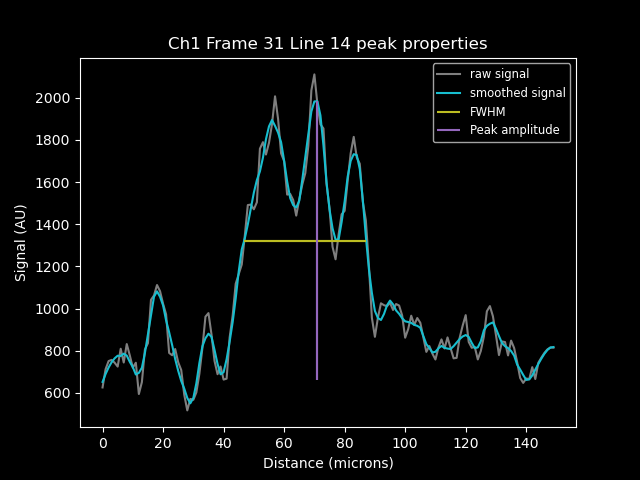 Ch1 Frame 31 Line 14 peak properties
raw signal
smoothed signal
FWHM
Peak amplitude
Signal (AU)
2000
1800
1600
1400
1200
1000
800
600
0 20 40 60 80 100 120 140
Distance (microns)